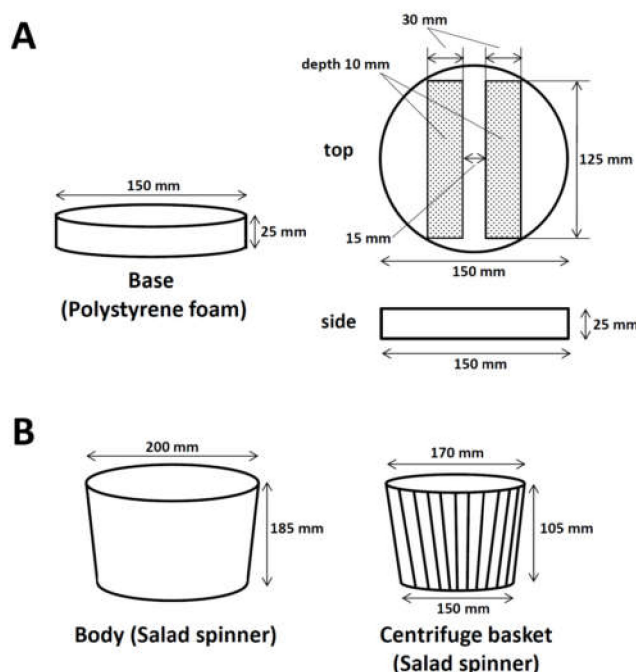 A
30 mm
depth 10 mm
top
125 mm
150 mm
25 mm
15 mm
Base
(Polystyrene foam)
150 mm
side
25 mm
150 mm
B
200 mm
170 mm
185 mm
105 mm
150 mm
Body (Salad spinner)
Centrifuge basket
(Salad spinner)